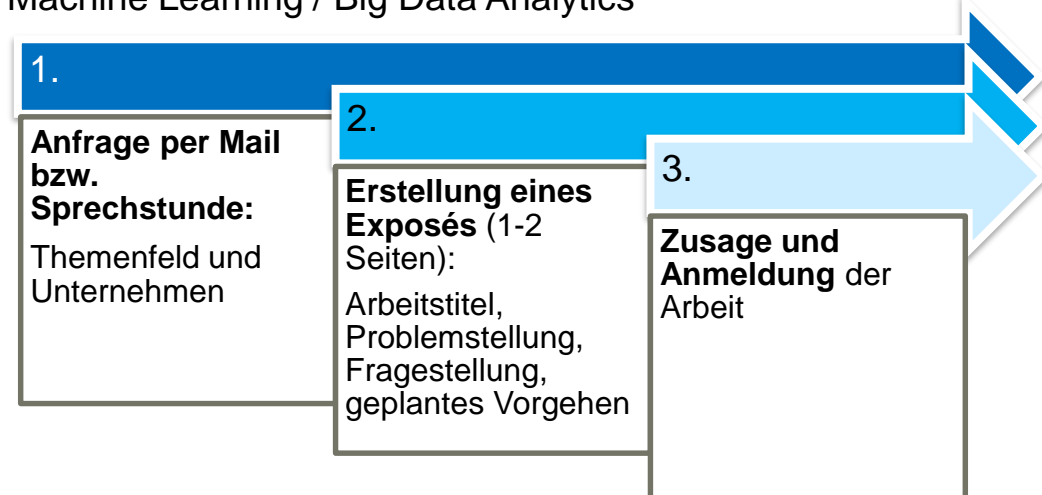 Machine Learning / Big Data Analytics
1.
Anfrage per Mail
bzw.
Sprechstunde:
Themenfeld und
Unternehmen
2.
Erstellung eines
Exposés (1-2
Seiten):
Arbeitstitel,
Problemstellung,
Fragestellung,
geplantes Vorgehen
3.
Zusage und
Anmeldung der
Arbeit